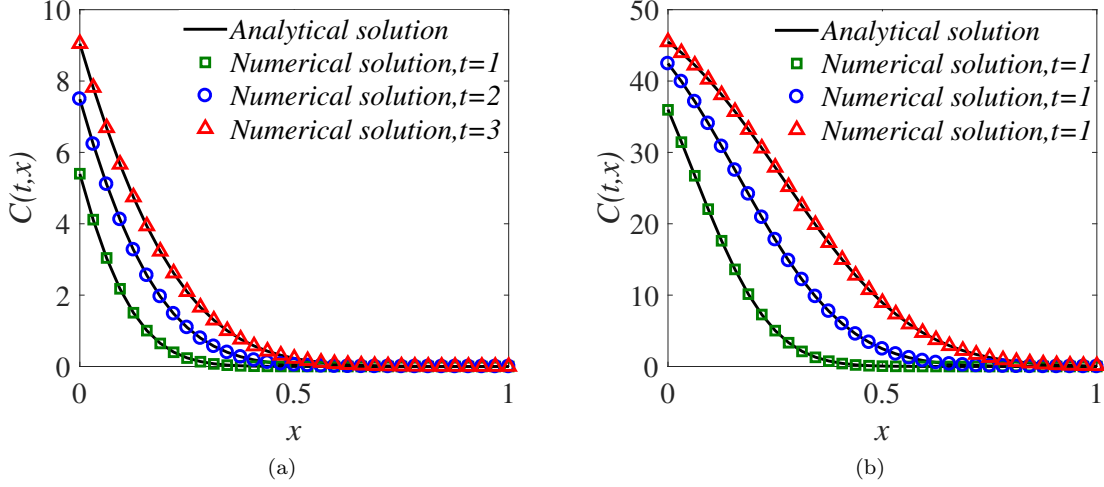 10
8
6
4
2
0
C(t,x)
Analytical solution
Numerical solution,t=1
Numerical solution,t=2
Numerical solution,t=3
0
0.5
1
x
(a)
50
40
30
20
10
0
C(t,x)
Analytical solution
Numerical solution,t=1
Numerical solution,t=1
Numerical solution,t=1
0
0.5
1
x
(b)